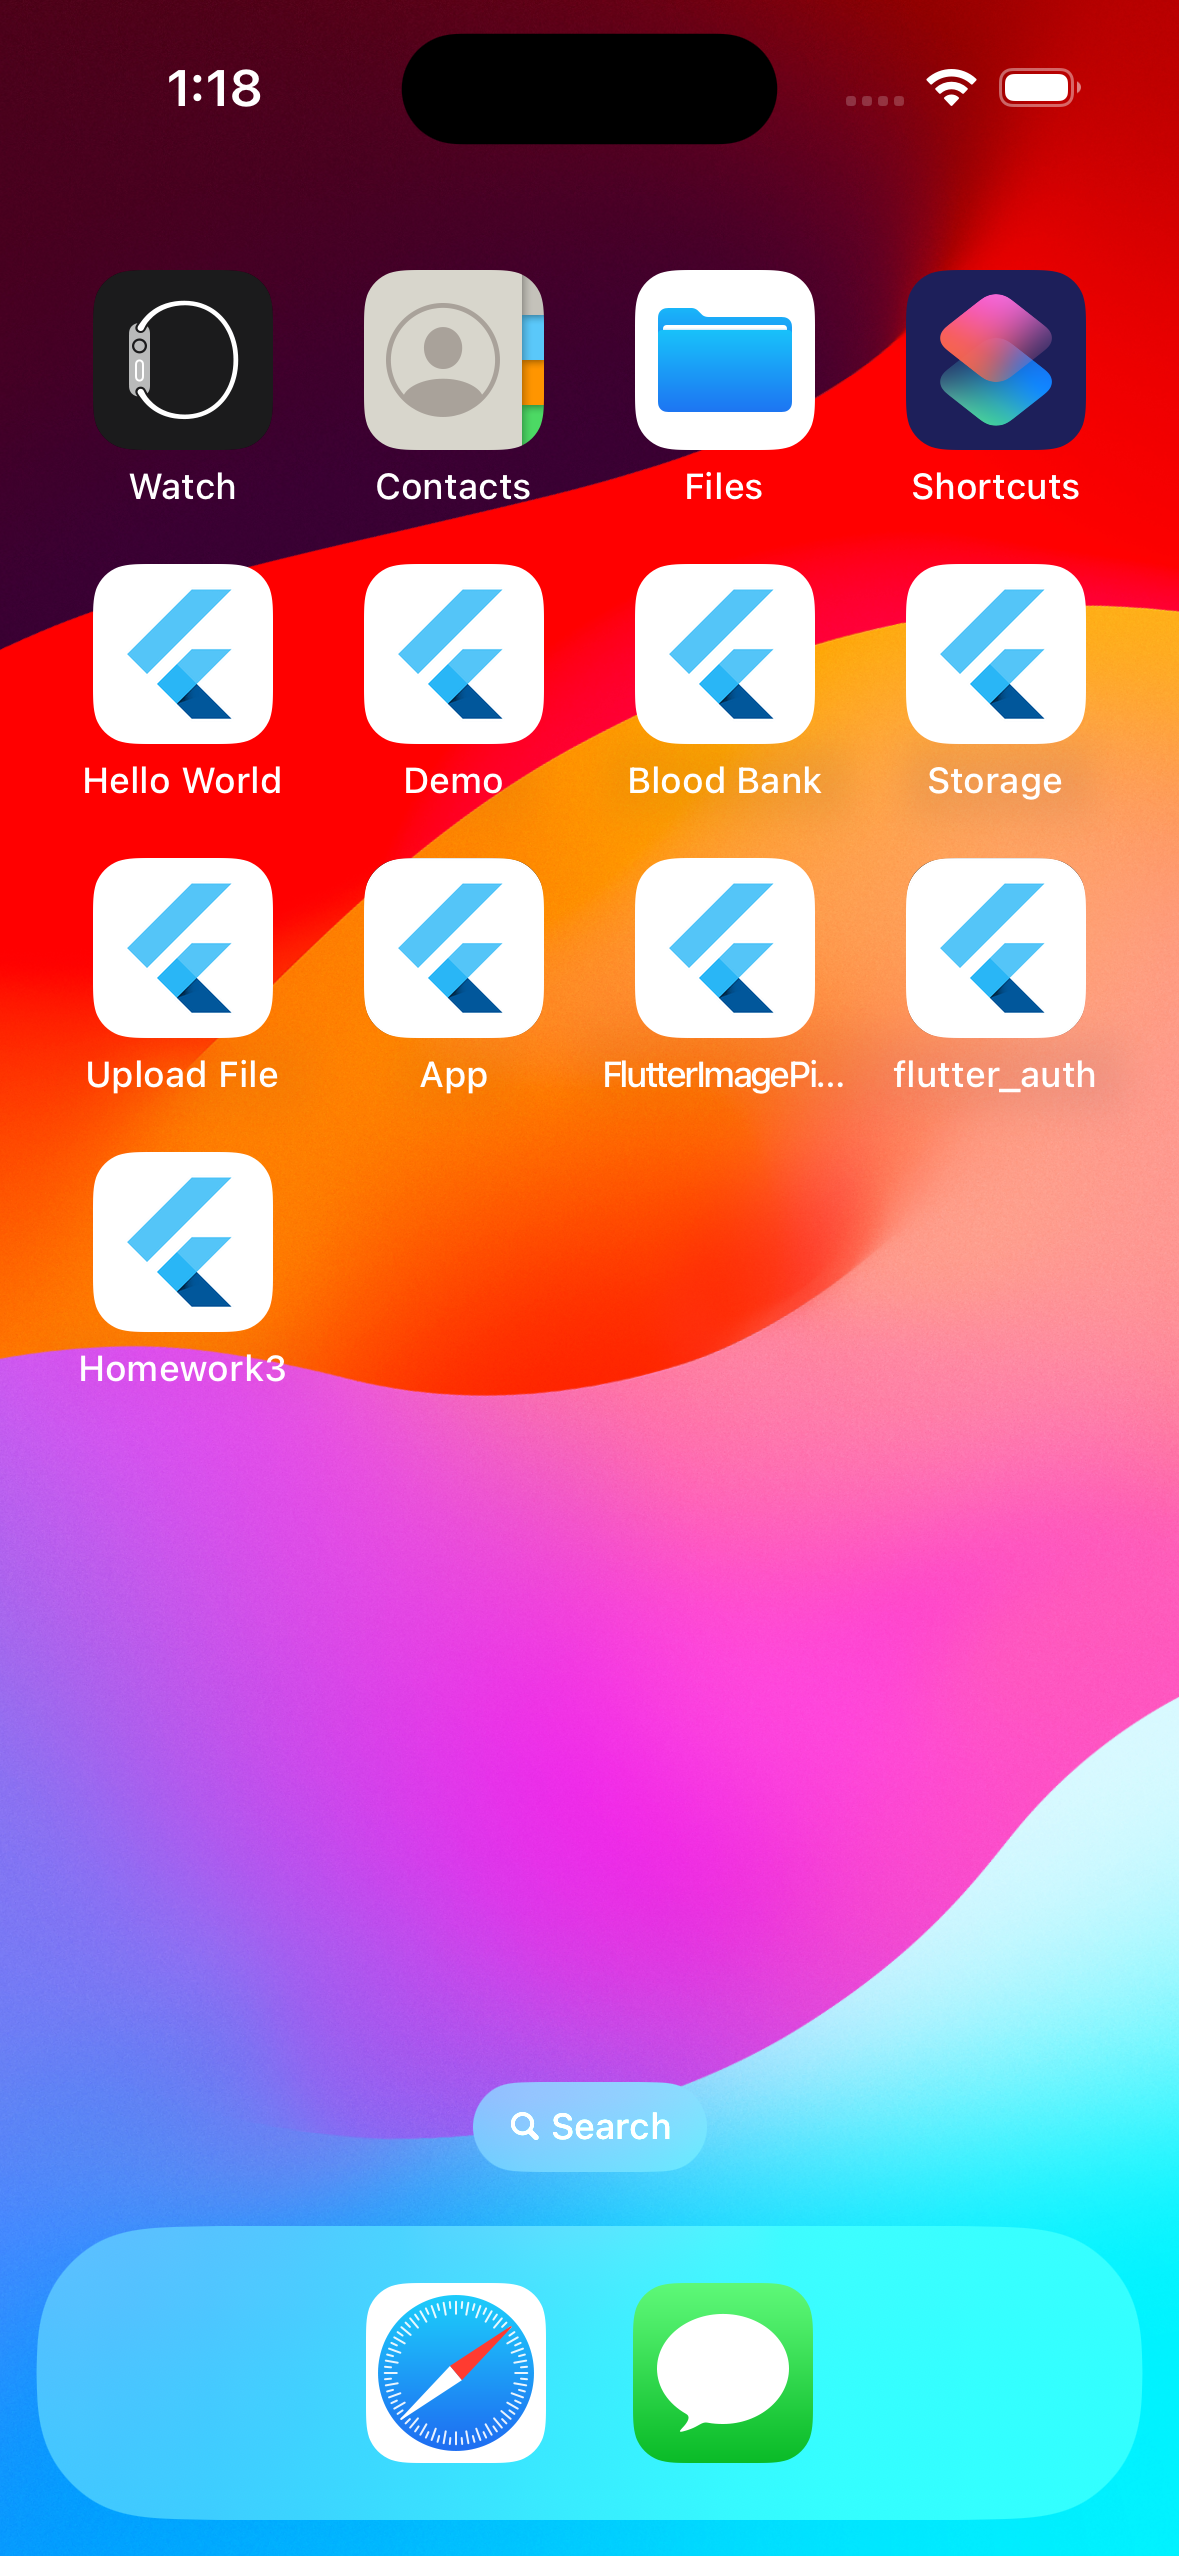 1:18
Watch Contacts Files Shortcuts
Hello World Demo Blood Bank Storage
Upload File App FlutterImagePi... flutter_auth
Homework3
Search